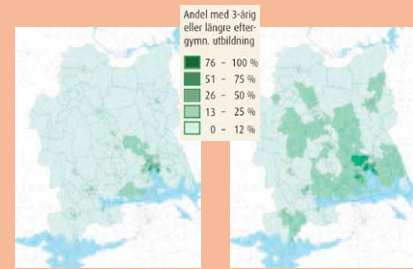 Andel med 3-årig
eller längre efter-
gymn. utbildning
76 - 100 %
51 - 75 %
26 - 50 %
13 - 25 %
0 - 12 %